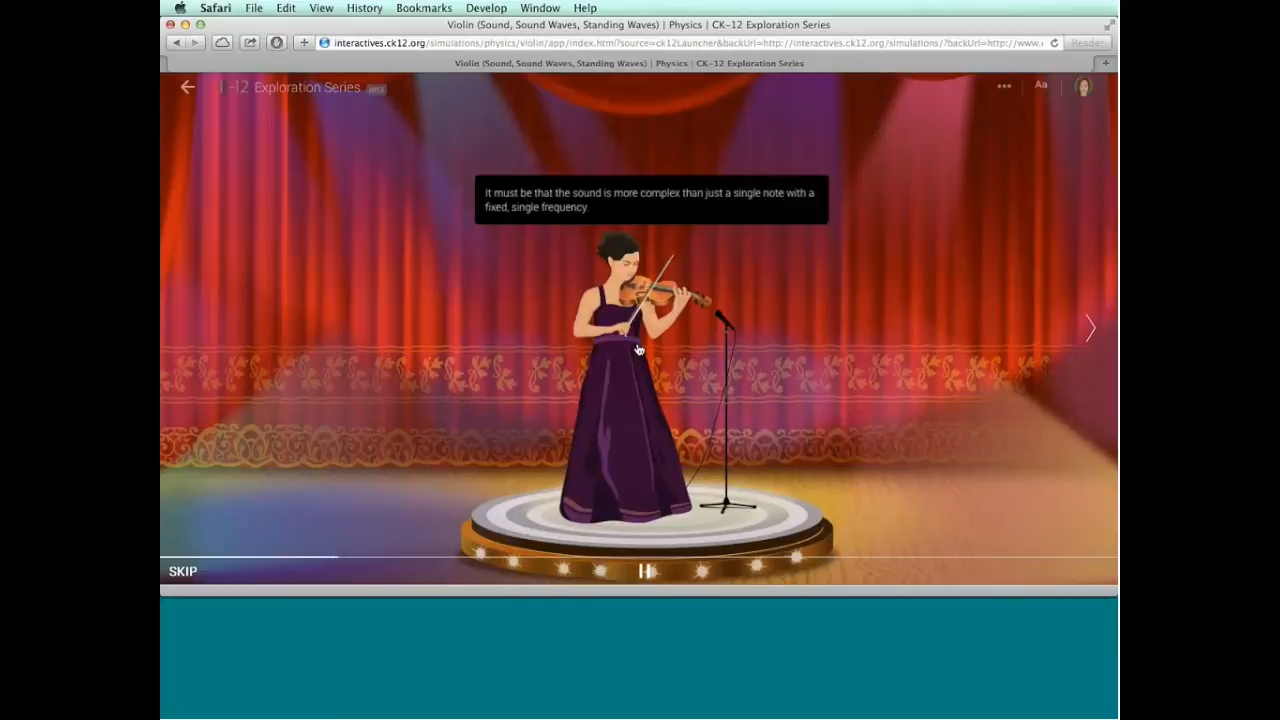 Safari File Edit View History Bookmarks Develop Window Help
Violin (Sound, Sound Waves, Standing Waves) | Physics | CK-12 Exploration Series
interactives.ck12.org/simulations/physics/violin/app/index.html?source=ck12Launcher&backUrl=http://interactives.ck12.org/simulations/?backUrl=http://www.c Reader
Violin (Sound, Sound Waves, Standing Waves) | Physics | CK-12 Exploration Series
-12 Exploration Series Aa
It must be that the sound is more complex than just a single note with a
fixed, single frequency.
SKIP